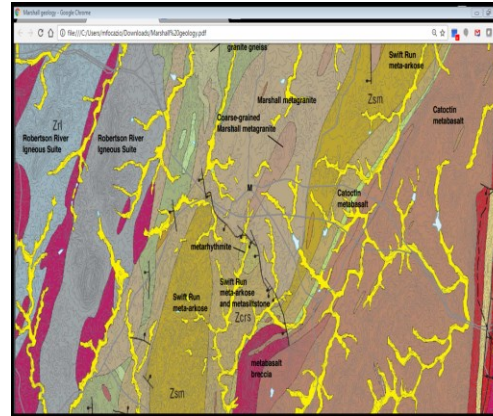 Marshall geology - Google Chrome
file:///C:/Users/mfocazio/Downloads/Marshall%20geology.pdf
granite gneiss
Swift Run
meta-arkose
Zsm
Marshall metagranite
Catoctin
metabasalt
Coarse-grained
Marshall metagranite
Zrl
Robertson River
Igneous Suite
Robertson River
Igneous Suite
M
Catoctin
metabasalt
metarhythmite
Swift Run
meta-arkose
Swift Run
meta-arkose
and metasiltstone
Zcrs
metabasalt
breccia
Zsm